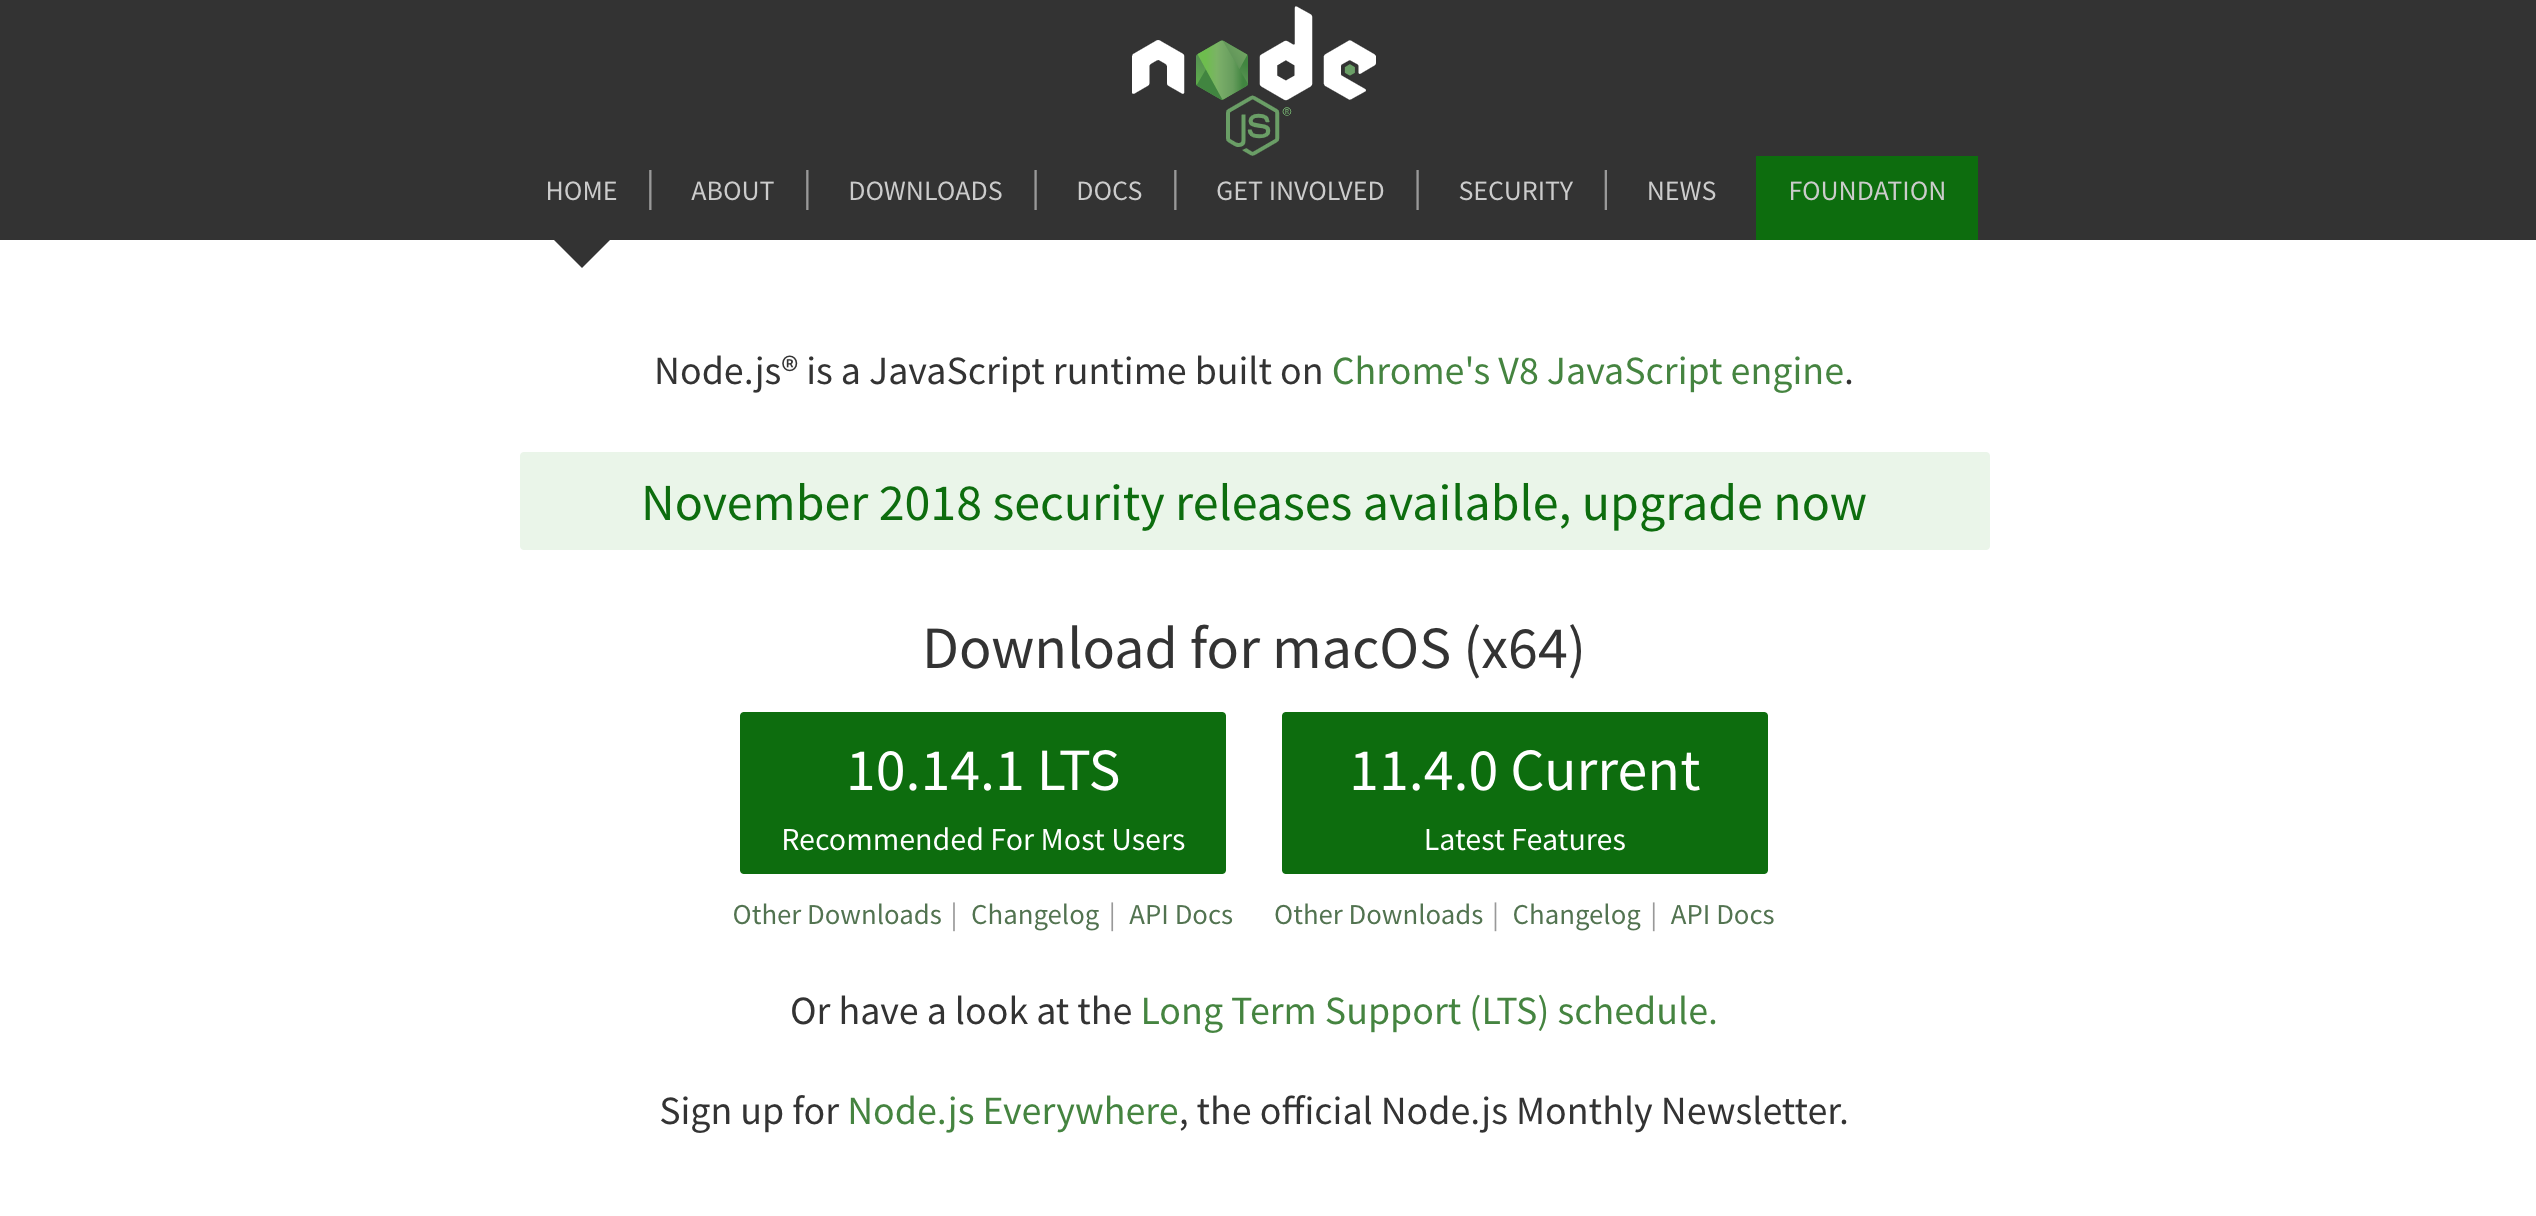 node
JS®
HOME | ABOUT | DOWNLOADS | DOCS | GET INVOLVED | SECURITY | NEWS FOUNDATION
Node.js® is a JavaScript runtime built on Chrome's V8 JavaScript engine.
November 2018 security releases available, upgrade now
Download for macOS (x64)
10.14.1 LTS
Recommended For Most Users
11.4.0 Current
Latest Features
Other Downloads | Changelog | API Docs
Other Downloads | Changelog | API Docs
Or have a look at the Long Term Support (LTS) schedule.
Sign up for Node.js Everywhere, the official Node.js Monthly Newsletter.